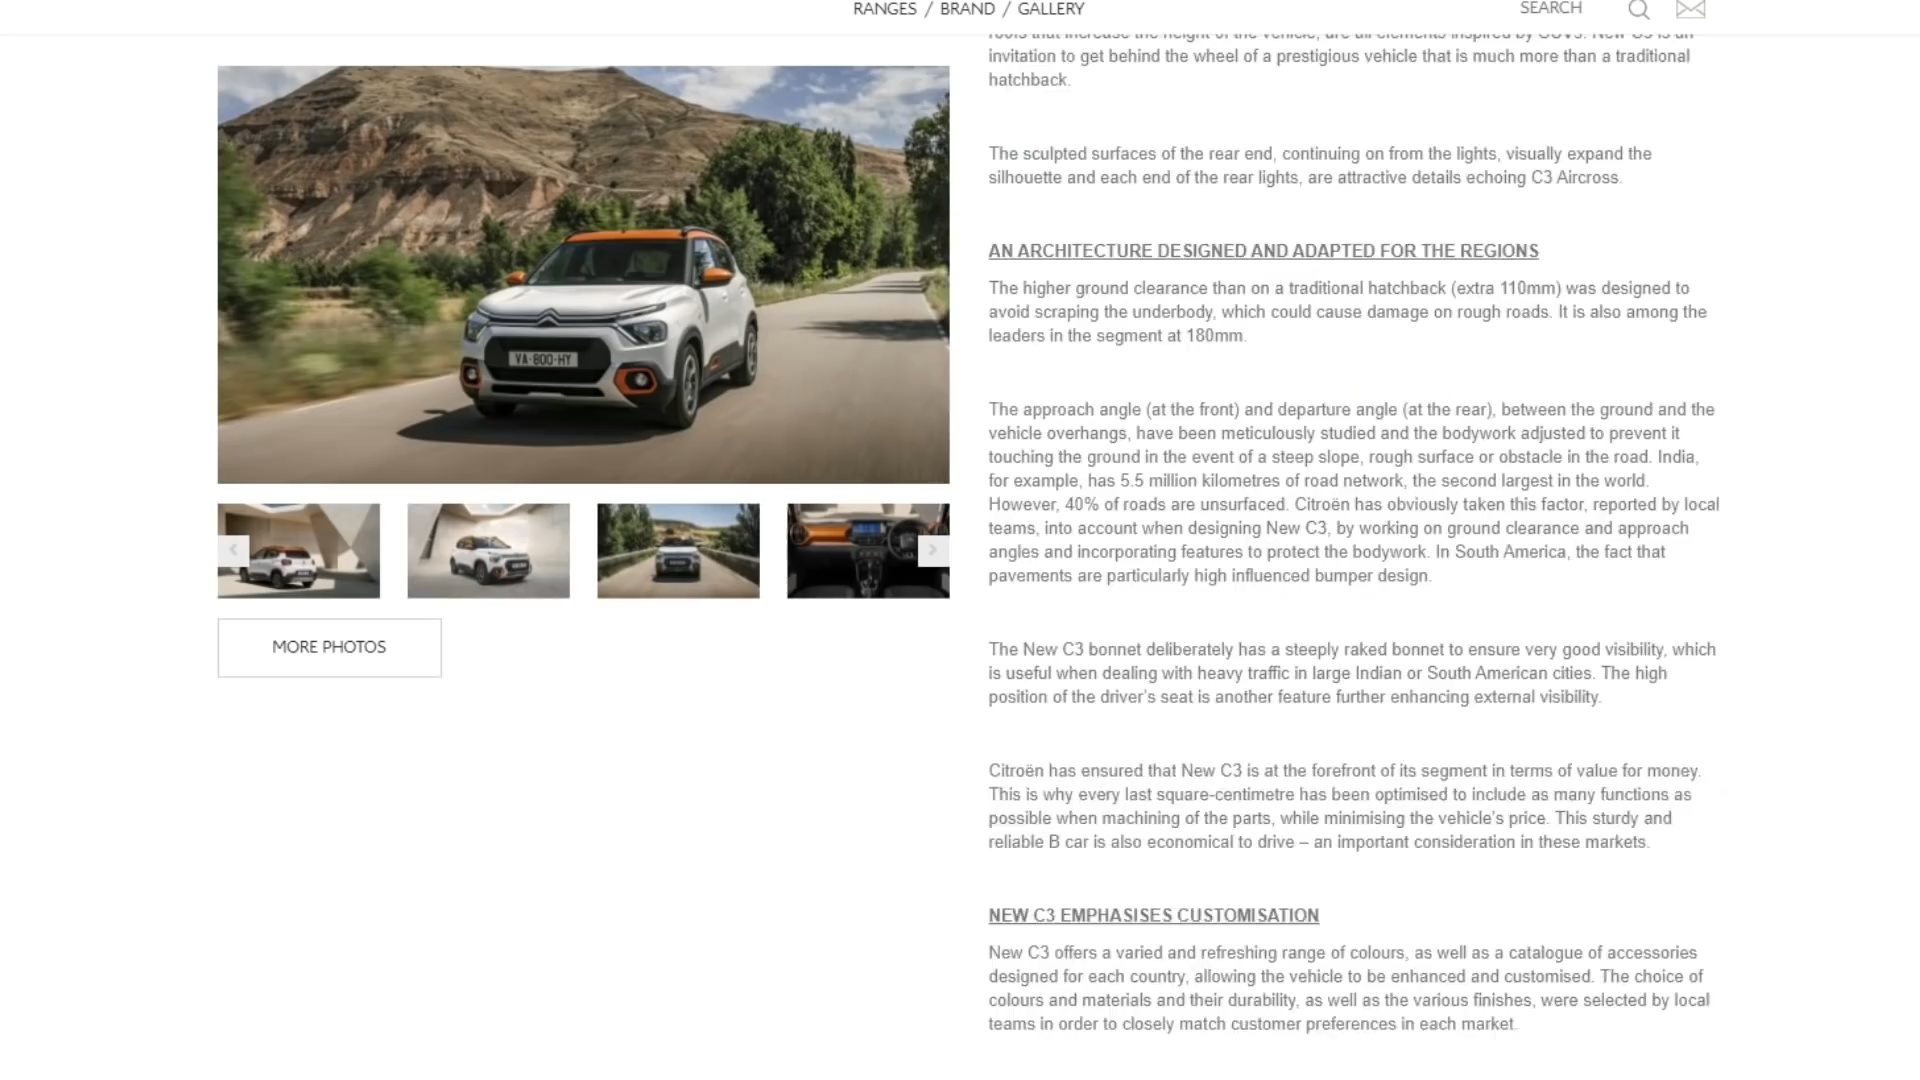 RANGES / BRAND / GALLERY
SEARCH
roofs that increase the height of the vehicle, are all elements inspired by SUVs. New C3 is an
invitation to get behind the wheel of a prestigious vehicle that is much more than a traditional
hatchback.
The sculpted surfaces of the rear end, continuing on from the lights, visually expand the
silhouette and each end of the rear lights, are attractive details echoing C3 Aircross.
AN ARCHITECTURE DESIGNED AND ADAPTED FOR THE REGIONS
The higher ground clearance than on a traditional hatchback (extra 110mm) was designed to
avoid scraping the underbody, which could cause damage on rough roads. It is also among the
leaders in the segment at 180mm.
The approach angle (at the front) and departure angle (at the rear), between the ground and the
vehicle overhangs, have been meticulously studied and the bodywork adjusted to prevent it
touching the ground in the event of a steep slope, rough surface or obstacle in the road. India,
for example, has 5.5 million kilometres of road network, the second largest in the world.
However, 40% of roads are unsurfaced. Citroën has obviously taken this factor, reported by local
teams, into account when designing New C3, by working on ground clearance and approach
angles and incorporating features to protect the bodywork. In South America, the fact that
pavements are particularly high influenced bumper design.
The New C3 bonnet deliberately has a steeply raked bonnet to ensure very good visibility, which
is useful when dealing with heavy traffic in large Indian or South American cities. The high
position of the driver's seat is another feature further enhancing external visibility.
Citroën has ensured that New C3 is at the forefront of its segment in terms of value for money.
This is why every last square-centimetre has been optimised to include as many functions as
possible when machining of the parts, while minimising the vehicle's price. This sturdy and
reliable B car is also economical to drive – an important consideration in these markets.
NEW C3 EMPHASISES CUSTOMISATION
New C3 offers a varied and refreshing range of colours, as well as a catalogue of accessories
designed for each country, allowing the vehicle to be enhanced and customised. The choice of
colours and materials and their durability, as well as the various finishes, were selected by local
teams in order to closely match customer preferences in each market.
VA-800-HY
MORE PHOTOS